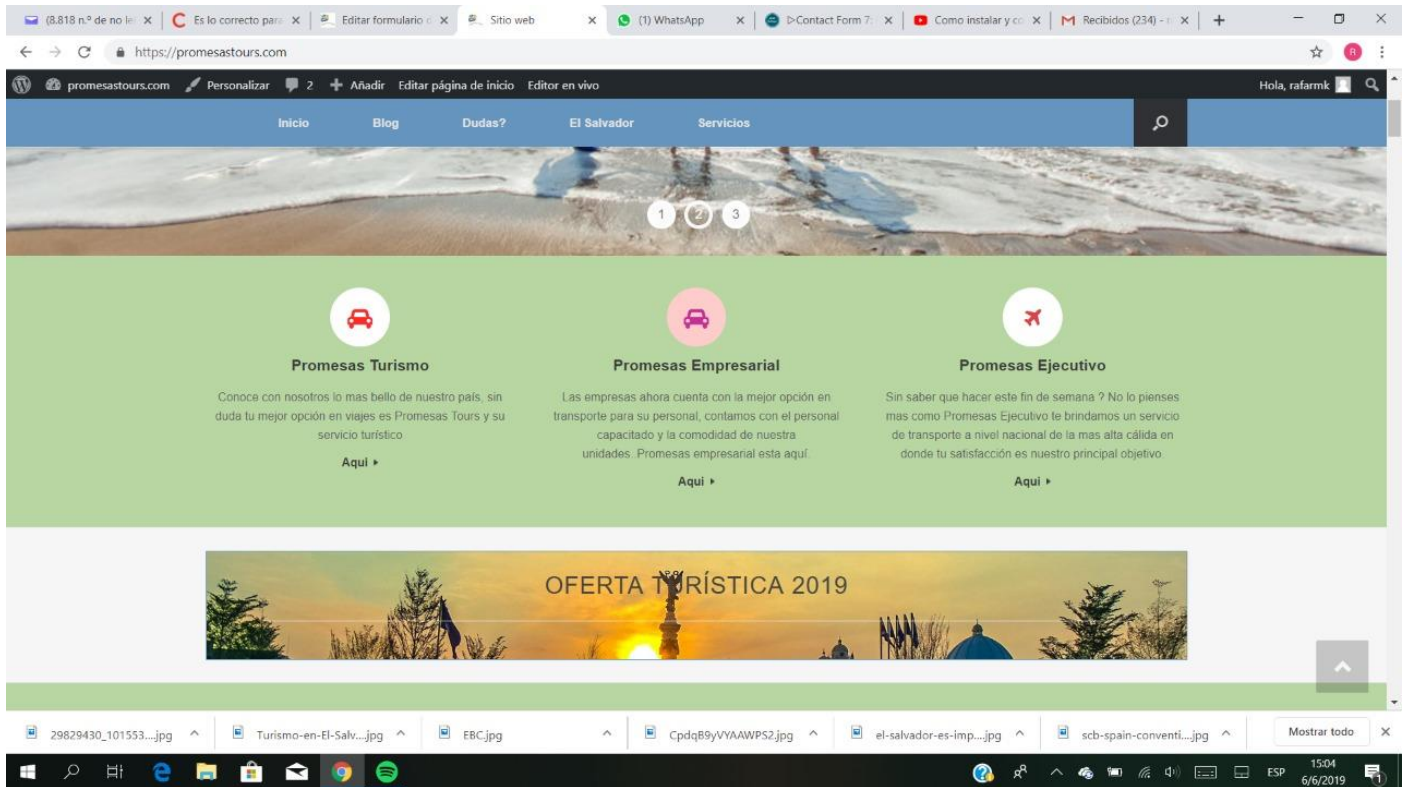 (8.818 n.º de no le
Es lo correcto para
Editar formulario d
Sitio web
(1) WhatsApp
▷Contact Form 7:
Como instalar y co
Recibidos (234) - r
https://promesastours.com
R
promesastours.com
Personalizar
2
Añadir
Editar página de inicio
Editor en vivo
Hola, rafarmk
Inicio
Blog
Dudas?
El Salvador
Servicios
1
2
3
Promesas Turismo
Conoce con nosotros lo mas bello de nuestro país, sin
duda tu mejor opción en viajes es Promesas Tours y su
servicio turístico
Aqui
Promesas Empresarial
Las empresas ahora cuenta con la mejor opción en
transporte para su personal, contamos con el personal
capacitado y la comodidad de nuestra
unidades. Promesas empresarial esta aquí.
Aqui
Promesas Ejecutivo
Sin saber que hacer este fin de semana ? No lo pienses
mas como Promesas Ejecutivo te brindamos un servicio
de transporte a nivel nacional de la mas alta cálida en
donde tu satisfacción es nuestro principal objetivo
Aqui
OFERTA TURÍSTICA 2019
29829430_101553....jpg
Turismo-en-El-Salv....jpg
EBC.jpg
CpdqB9yVYAAWPS2.jpg
el-salvador-es-imp....jpg
scb-spain-conventi....jpg
Mostrar todo
ESP
15:04
6/6/2019
1